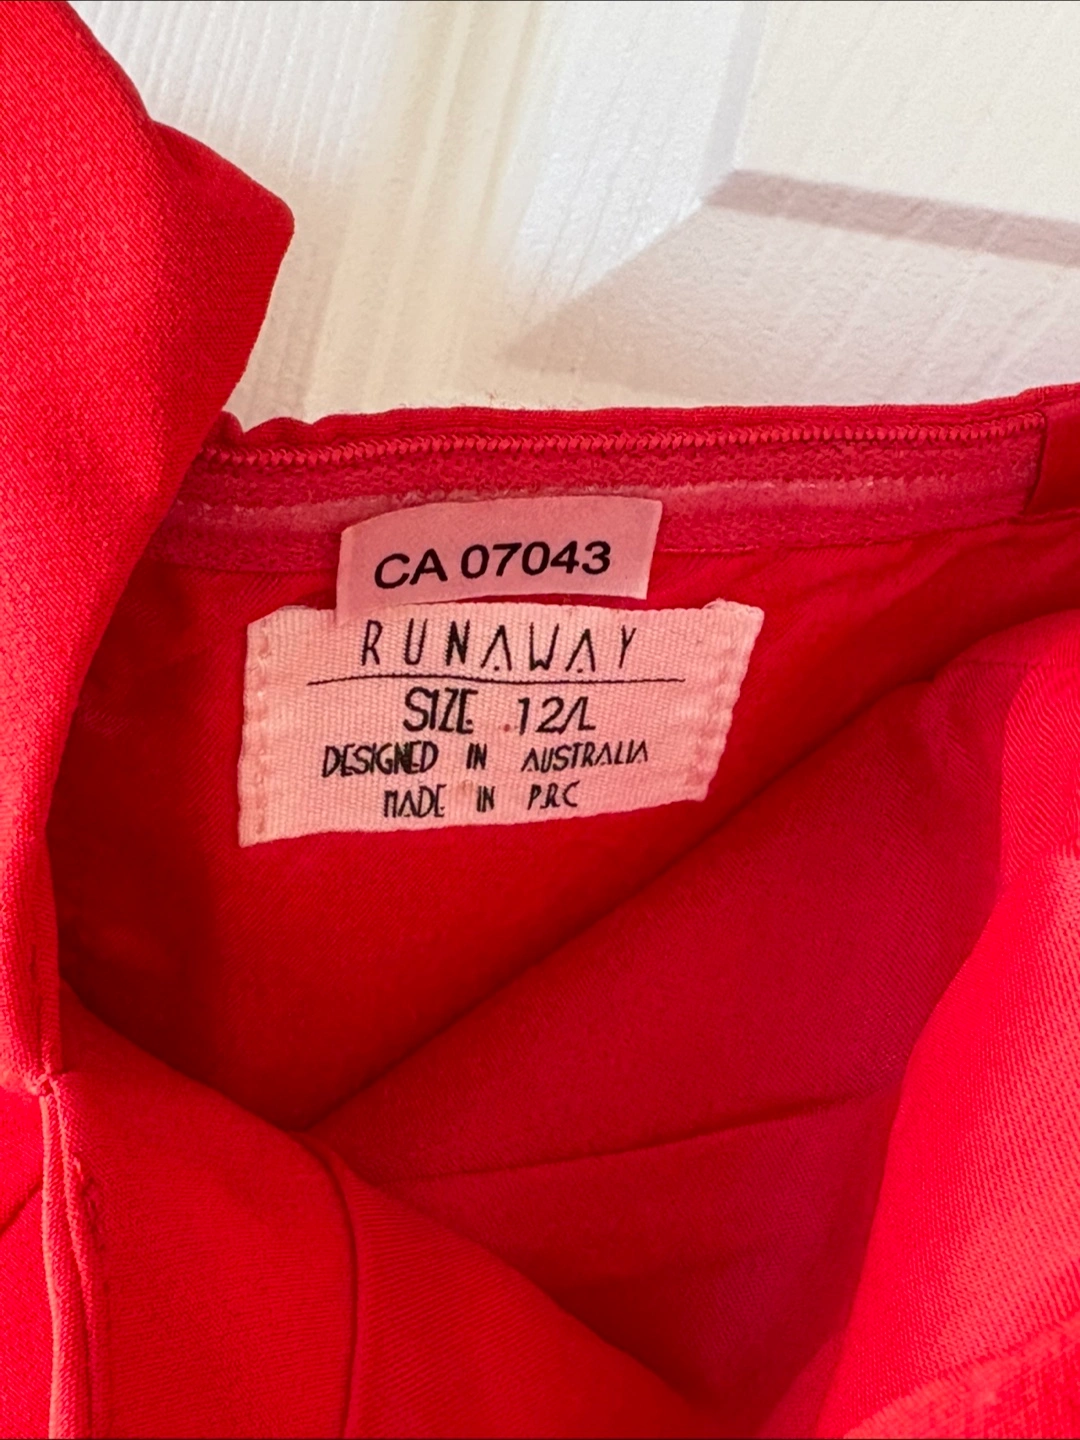 CA 07043
RUNAWAY
SIZE 12/L
DESIGNED IN AUSTRALIA
MADE IN P.R.C